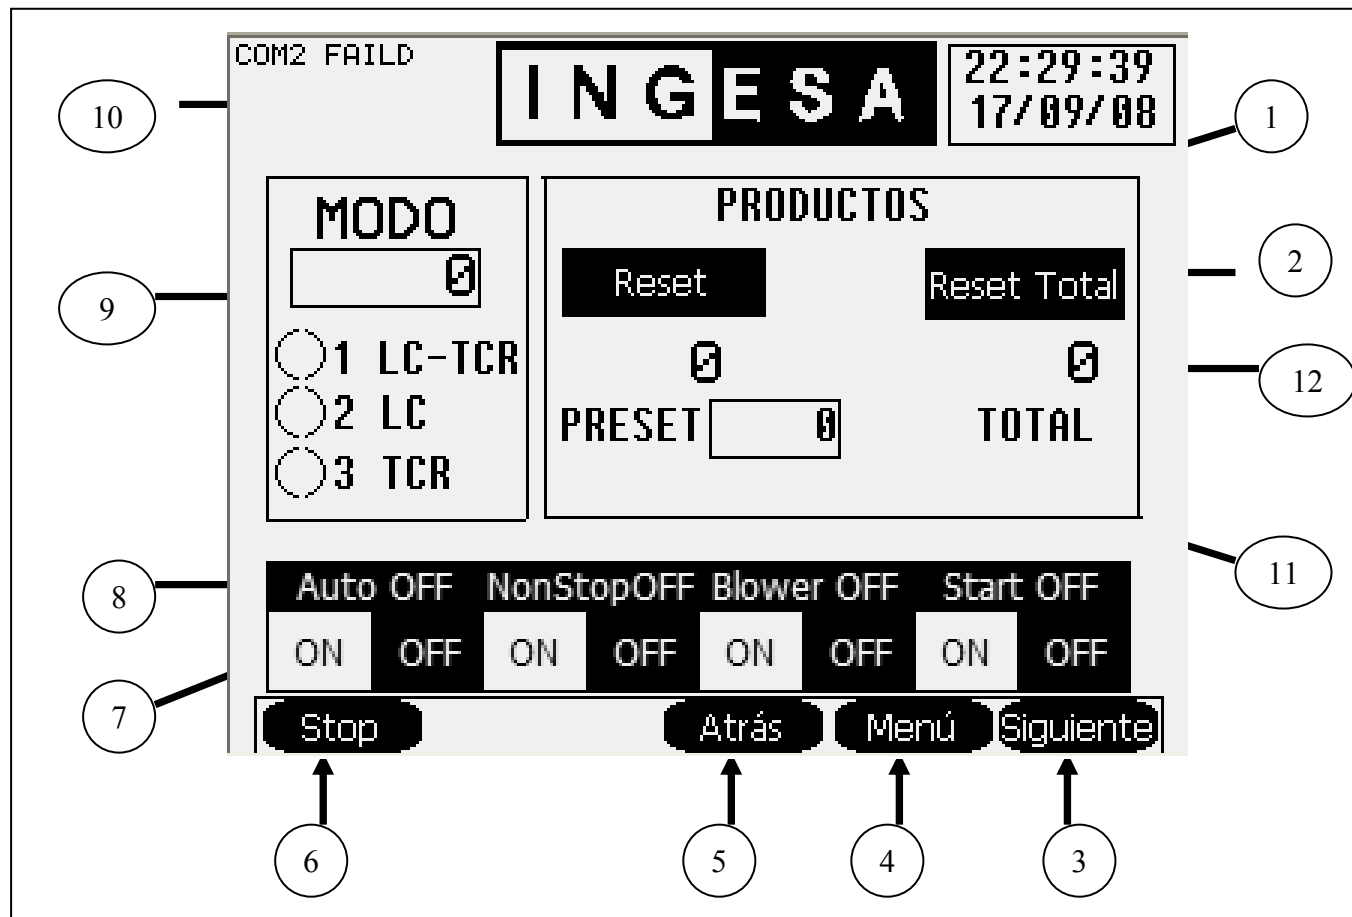 COM2 FAILD
INGESA
22:29:39
17/09/08
10
1
MODO
0
1 LC-TCR
2 LC
3 TCR
9
PRODUCTOS
Reset
Reset Total
0
0
PRESET 0
TOTAL
2
12
11
8
7
Auto OFF NonStopOFF Blower OFF Start OFF
ON OFF ON OFF ON OFF ON OFF
Stop Atrás Menú Siguiente
6 5 4 3